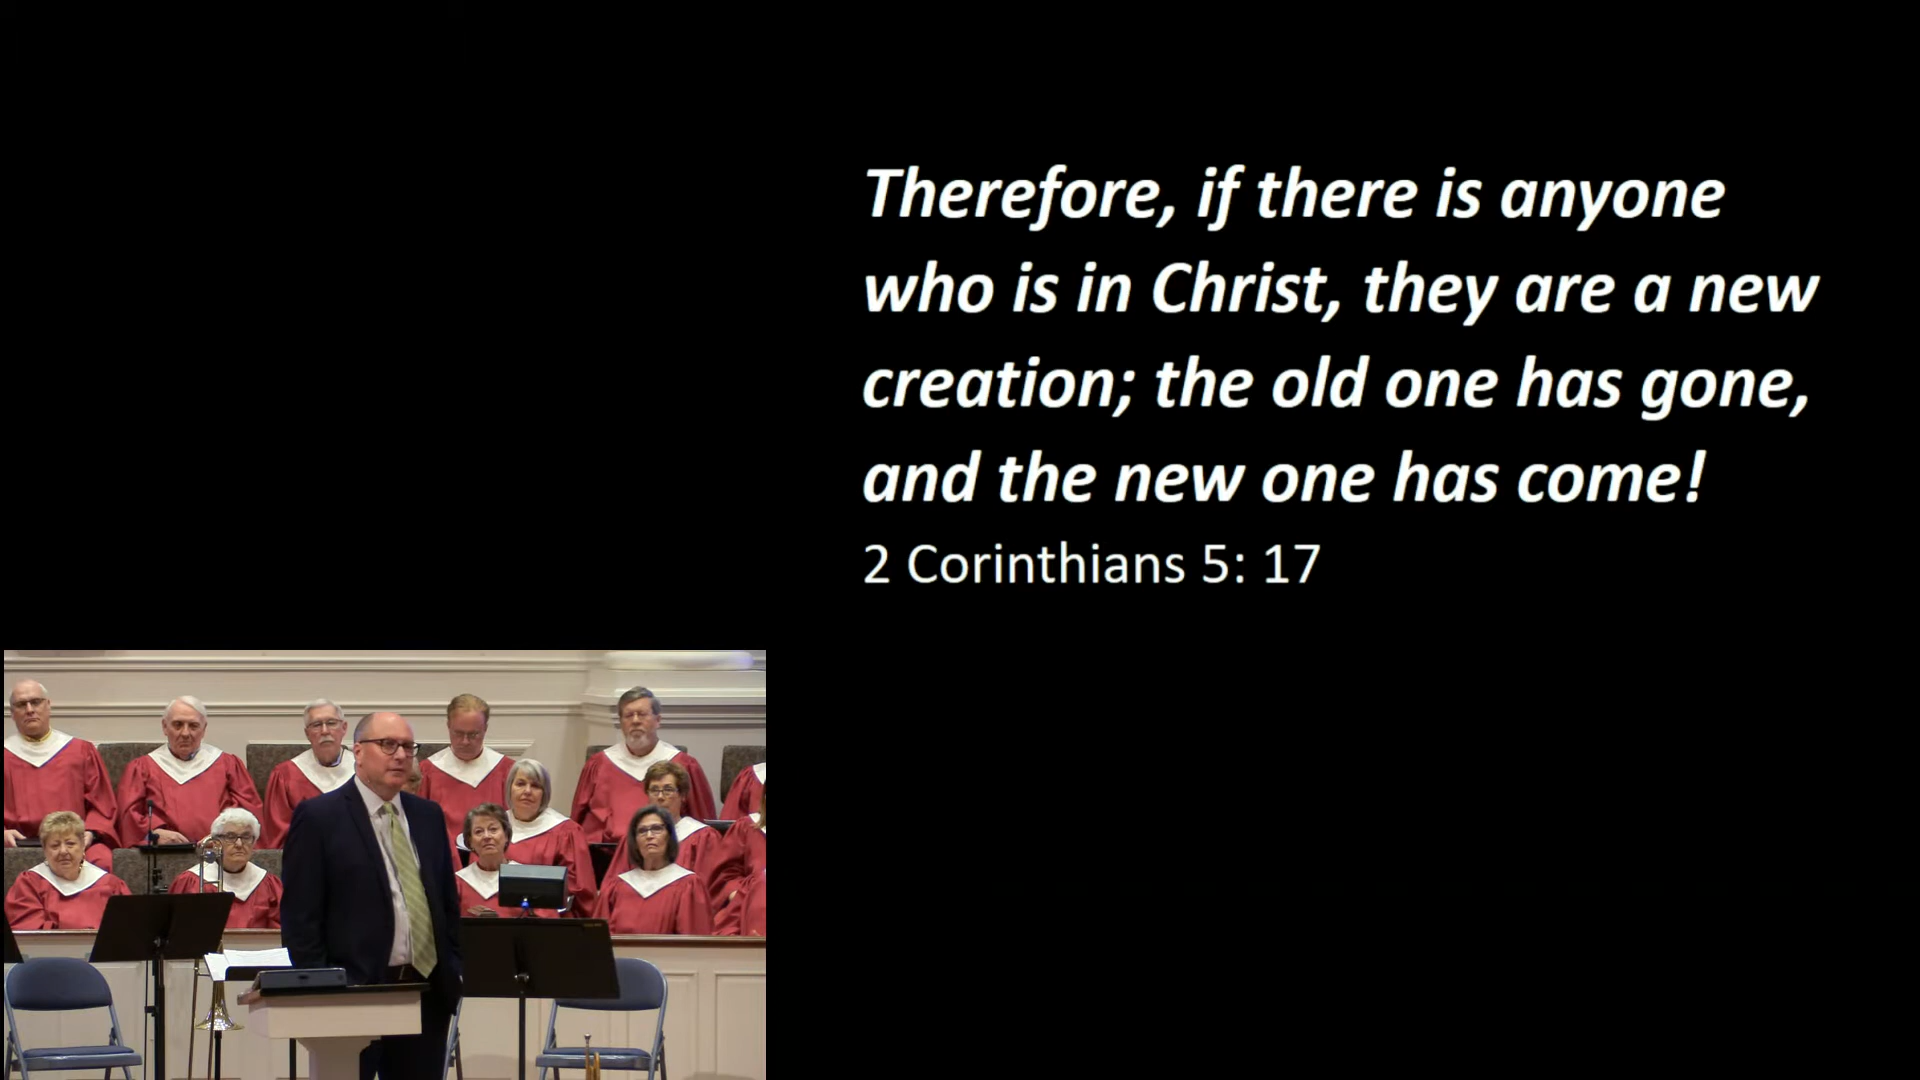 Therefore, if there is anyone
who is in Christ, they are a new
creation; the old one has gone,
and the new one has come!
2 Corinthians 5: 17